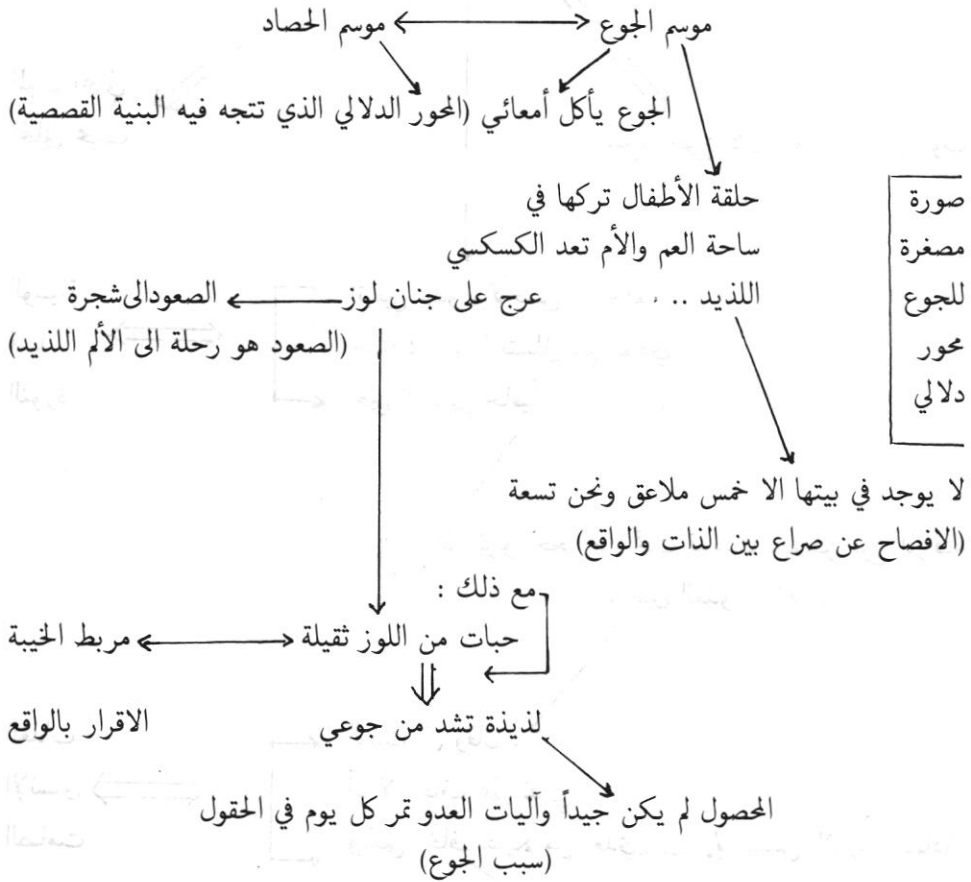 موسم الجوع موسم الحصاد
الجوع يأكل أمعائي (المحور الدلالي الذي تتجه فيه البنية القصصية)
صورة
مصغرة
للجوع
محور
دلالي
حلقة الأطفال تركها في
ساحة العم والأم تعد الكسكسي
اللذيد .. . عرج على جنان لوز الصعودالى شجرة
(الصعود هو رحلة الى الألم اللذيد)
لا يوجد في بيتها الا خمس ملاعق ونحن تسعة
(الافصاح عن صراع بين الذات والواقع)
مع ذلك :
حبات من اللوز ثقيلة مربط الخيبة
لذيذة تشد من جوعي الاقرار بالواقع
المحصول لم يكن جيداً وآليات العدو تمر كل يوم في الحقول
(سبب الجوع)